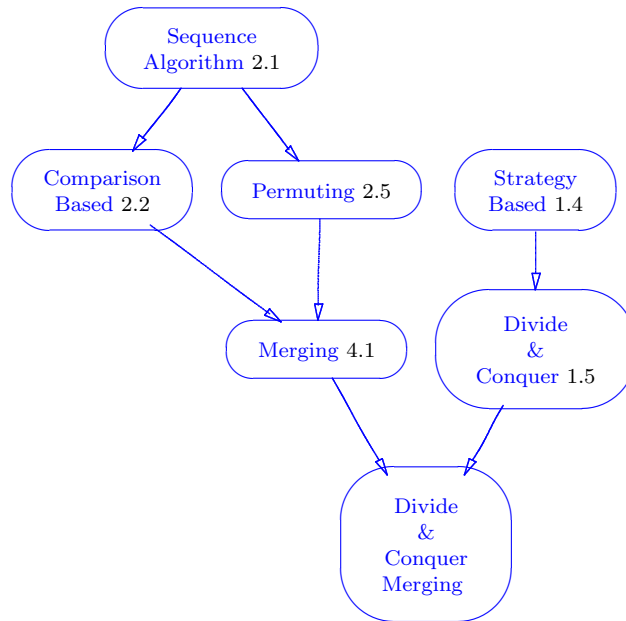 Sequence
Algorithm 2.1
Comparison
Based 2.2
Permuting 2.5
Strategy
Based 1.4
Merging 4.1
Divide
&
Conquer 1.5
Divide
&
Conquer
Merging